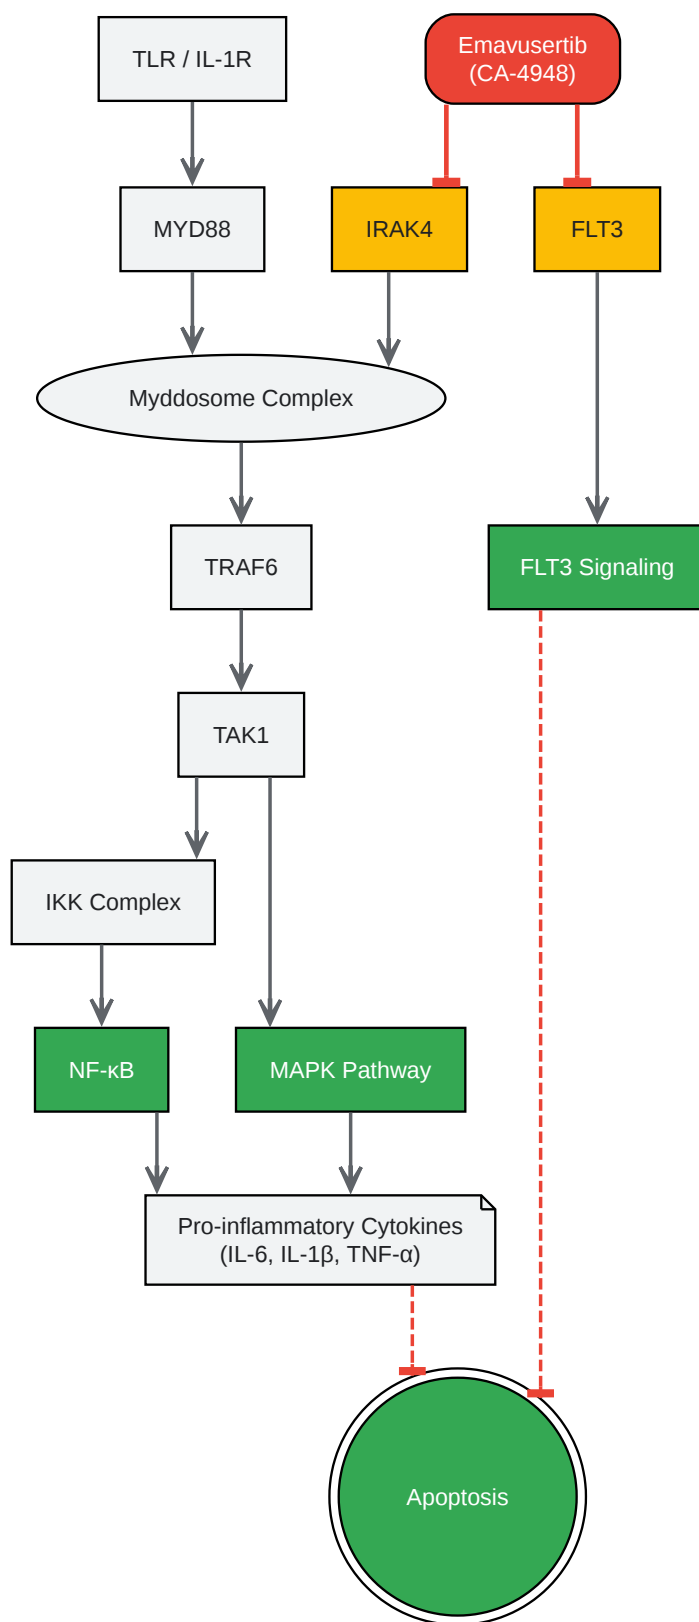 TLR / IL-1R
Emavusertib
(CA-4948)
MYD88
IRAK4
FLT3
Myddosome Complex
TRAF6
FLT3 Signaling
TAK1
IKK Complex
NF-κB
MAPK Pathway
Pro-inflammatory Cytokines
(IL-6, IL-1β, TNF-α)
Apoptosis